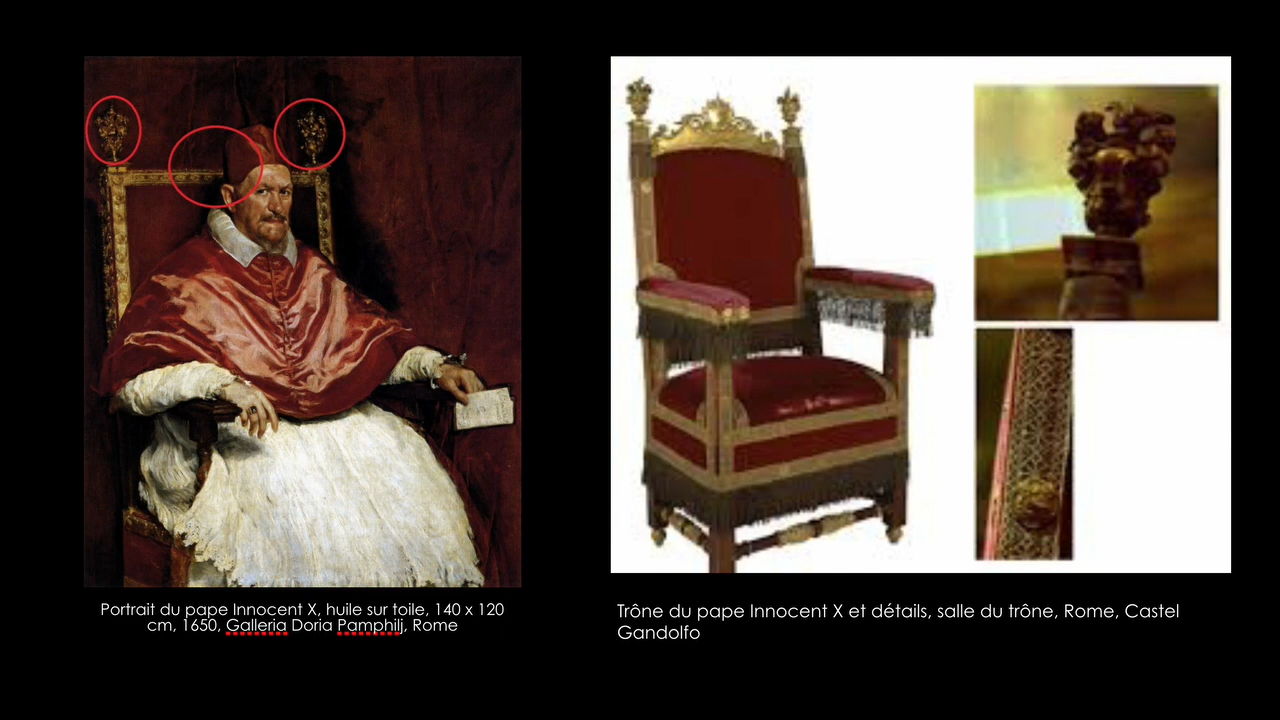 Portrait du pape Innocent X, huile sur toile, 140 x 120
cm, 1650, Galleria Doria Pamphilj, Rome
Trône du pape Innocent X et détails, salle du trône, Rome, Castel
Gandolfo